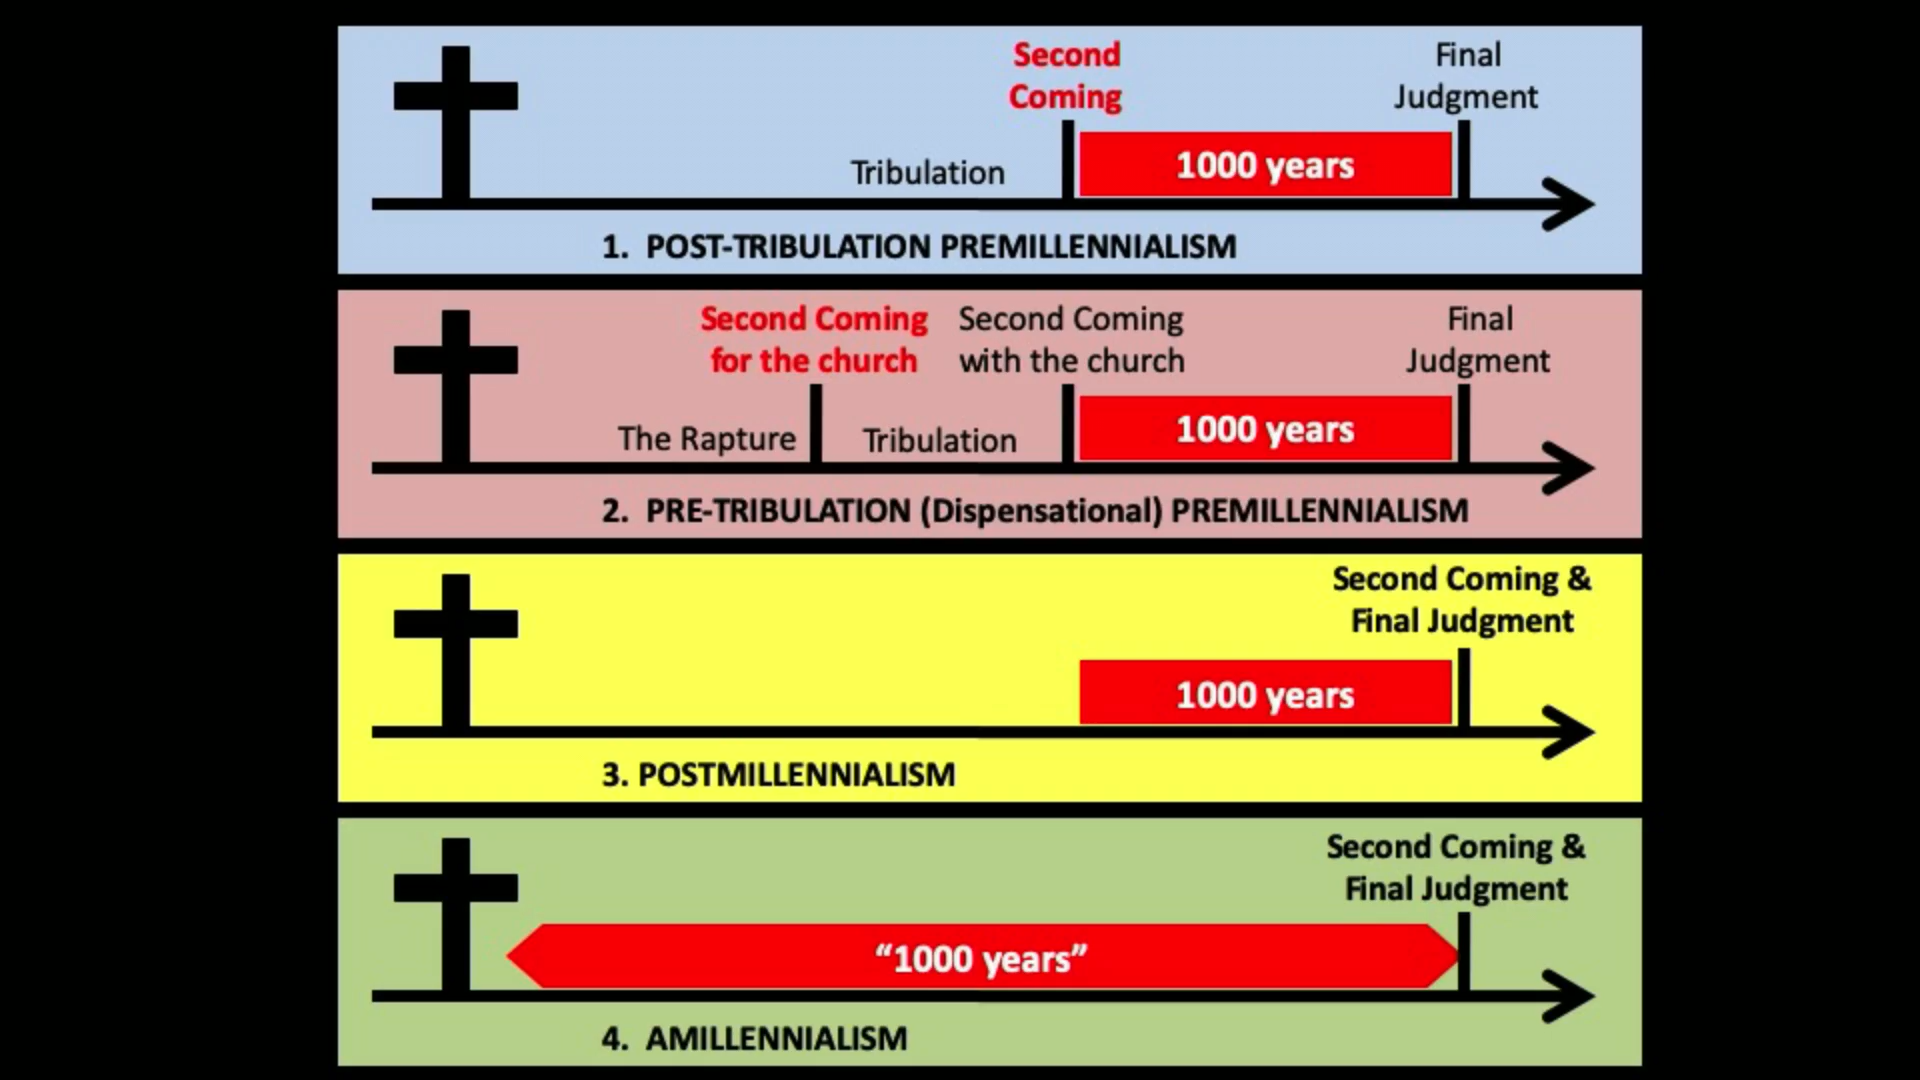 Second
Coming
Final
Judgment
Tribulation
1000 years
1. POST-TRIBULATION PREMILLENNIALISM
Second Coming
for the church
Second Coming
with the church
Final
Judgment
The Rapture
Tribulation
1000 years
2. PRE-TRIBULATION (Dispensational) PREMILLENNIALISM
Second Coming &
Final Judgment
1000 years
3. POSTMILLENNIALISM
Second Coming &
Final Judgment
“1000 years”
4. AMILLENNIALISM